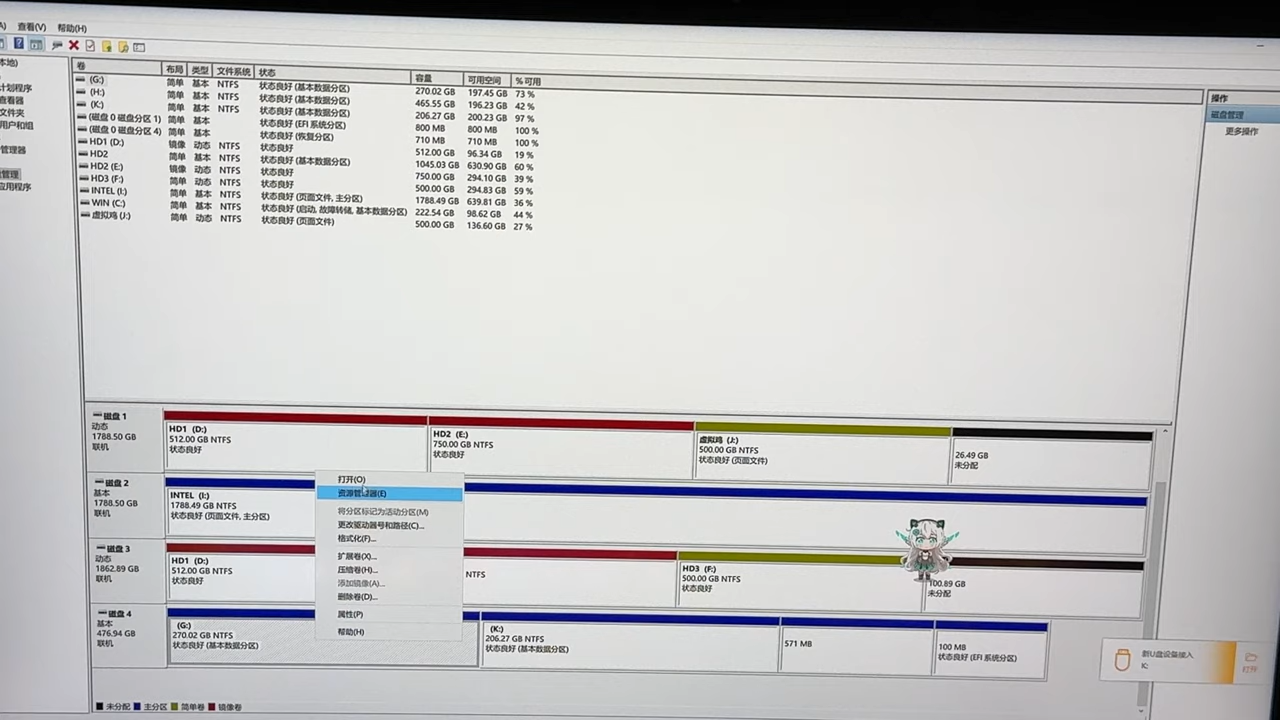 查看(V) 帮助(H)
计划程序
查看器
文件夹
用户和组
管理器
管理
应用程序
卷 布局 类型 文件系统 状态 容量 可用空间 % 可用
(G:) 简单 基本 NTFS 状态良好 (基本数据分区) 270.02 GB 197.45 GB 73 %
(H:) 简单 基本 NTFS 状态良好 (基本数据分区) 465.55 GB 196.23 GB 42 %
(K:) 简单 基本 NTFS 状态良好 (基本数据分区) 206.27 GB 200.23 GB 97 %
(磁盘 0 磁盘分区 1) 简单 基本 状态良好 (EFI 系统分区) 800 MB 800 MB 100 %
(磁盘 0 磁盘分区 4) 简单 基本 状态良好 (恢复分区) 710 MB 710 MB 100 %
HD1 (D:) 镜像 动态 NTFS 状态良好 512.00 GB 96.34 GB 19 %
HD2 简单 基本 NTFS 状态良好 (基本数据分区) 1045.03 GB 630.90 GB 60 %
HD2 (E:) 镜像 动态 NTFS 状态良好 750.00 GB 294.10 GB 39 %
HD3 (F:) 简单 动态 NTFS 状态良好 500.00 GB 294.83 GB 59 %
INTEL (I:) 简单 基本 NTFS 状态良好 (页面文件, 主分区) 1788.49 GB 639.81 GB 36 %
WIN (C:) 简单 基本 NTFS 状态良好 (启动, 故障转储, 基本数据分区) 222.54 GB 98.62 GB 44 %
虚拟鸡 (J:) 简单 动态 NTFS 状态良好 (页面文件) 500.00 GB 136.60 GB 27 %
操作
磁盘管理
更多操作
磁盘 1
动态
1788.50 GB
联机
HD1 (D:)
512.00 GB NTFS
状态良好
HD2 (E:)
750.00 GB NTFS
状态良好
虚拟鸡 (J:)
500.00 GB NTFS
状态良好 (页面文件)
26.49 GB
未分配
磁盘 2
基本
1788.50 GB
联机
INTEL (I:)
1788.49 GB NTFS
状态良好 (页面文件, 主分区)
打开(O)
资源管理器(E)
将分区标记为活动分区(M)
更改驱动器号和路径(C)...
格式化(F)...
扩展卷(X)...
压缩卷(H)...
添加镜像(A)...
删除卷(D)...
属性(P)
帮助(H)
磁盘 3
动态
1862.89 GB
联机
HD1 (D:)
512.00 GB NTFS
状态良好
NTFS
HD3 (F:)
500.00 GB NTFS
状态良好
100.89 GB
未分配
磁盘 4
基本
476.94 GB
联机
(G:)
270.02 GB NTFS
状态良好 (基本数据分区)
(K:)
206.27 GB NTFS
状态良好 (基本数据分区)
571 MB
100 MB
状态良好 (EFI 系统分区)
新U盘设备接入
K:
打开
未分配 主分区 简单卷 镜像卷